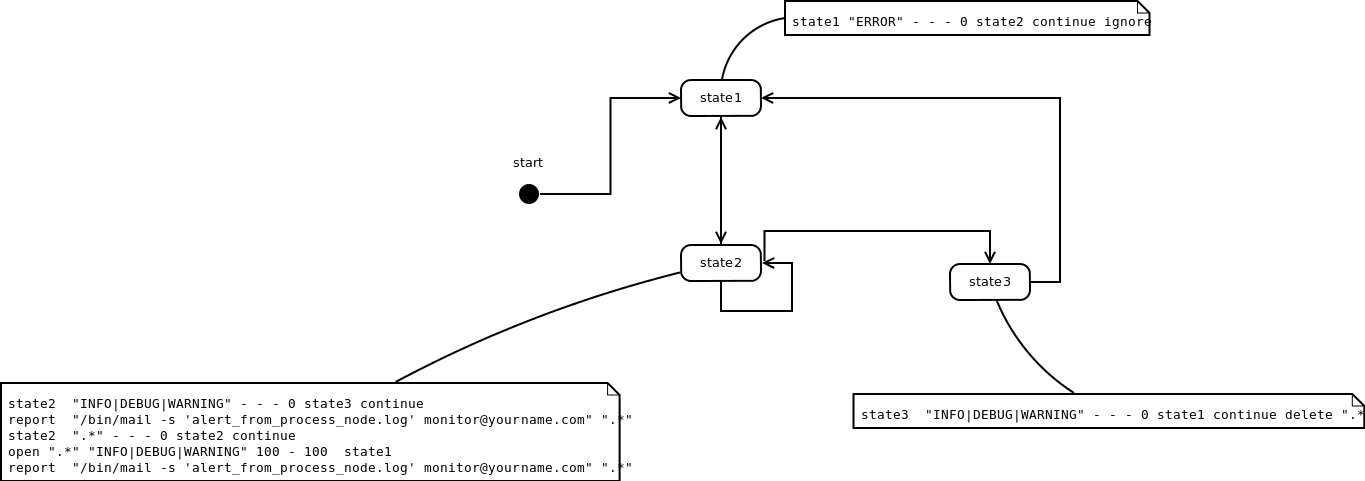 state1 "ERROR" - - - 0 state2 continue ignore
state1
start
state2
state3
state2  "INFO|DEBUG|WARNING" - - - 0 state3 continue
report  "/bin/mail -s 'alert_from_process_node.log' monitor@yourname.com" ".*"
state2  ".*" - - - 0 state2 continue
open ".*" "INFO|DEBUG|WARNING" 100 - 100  state1
report  "/bin/mail -s 'alert_from_process_node.log' monitor@yourname.com" ".*"
state3  "INFO|DEBUG|WARNING" - - - 0 state1 continue delete ".*